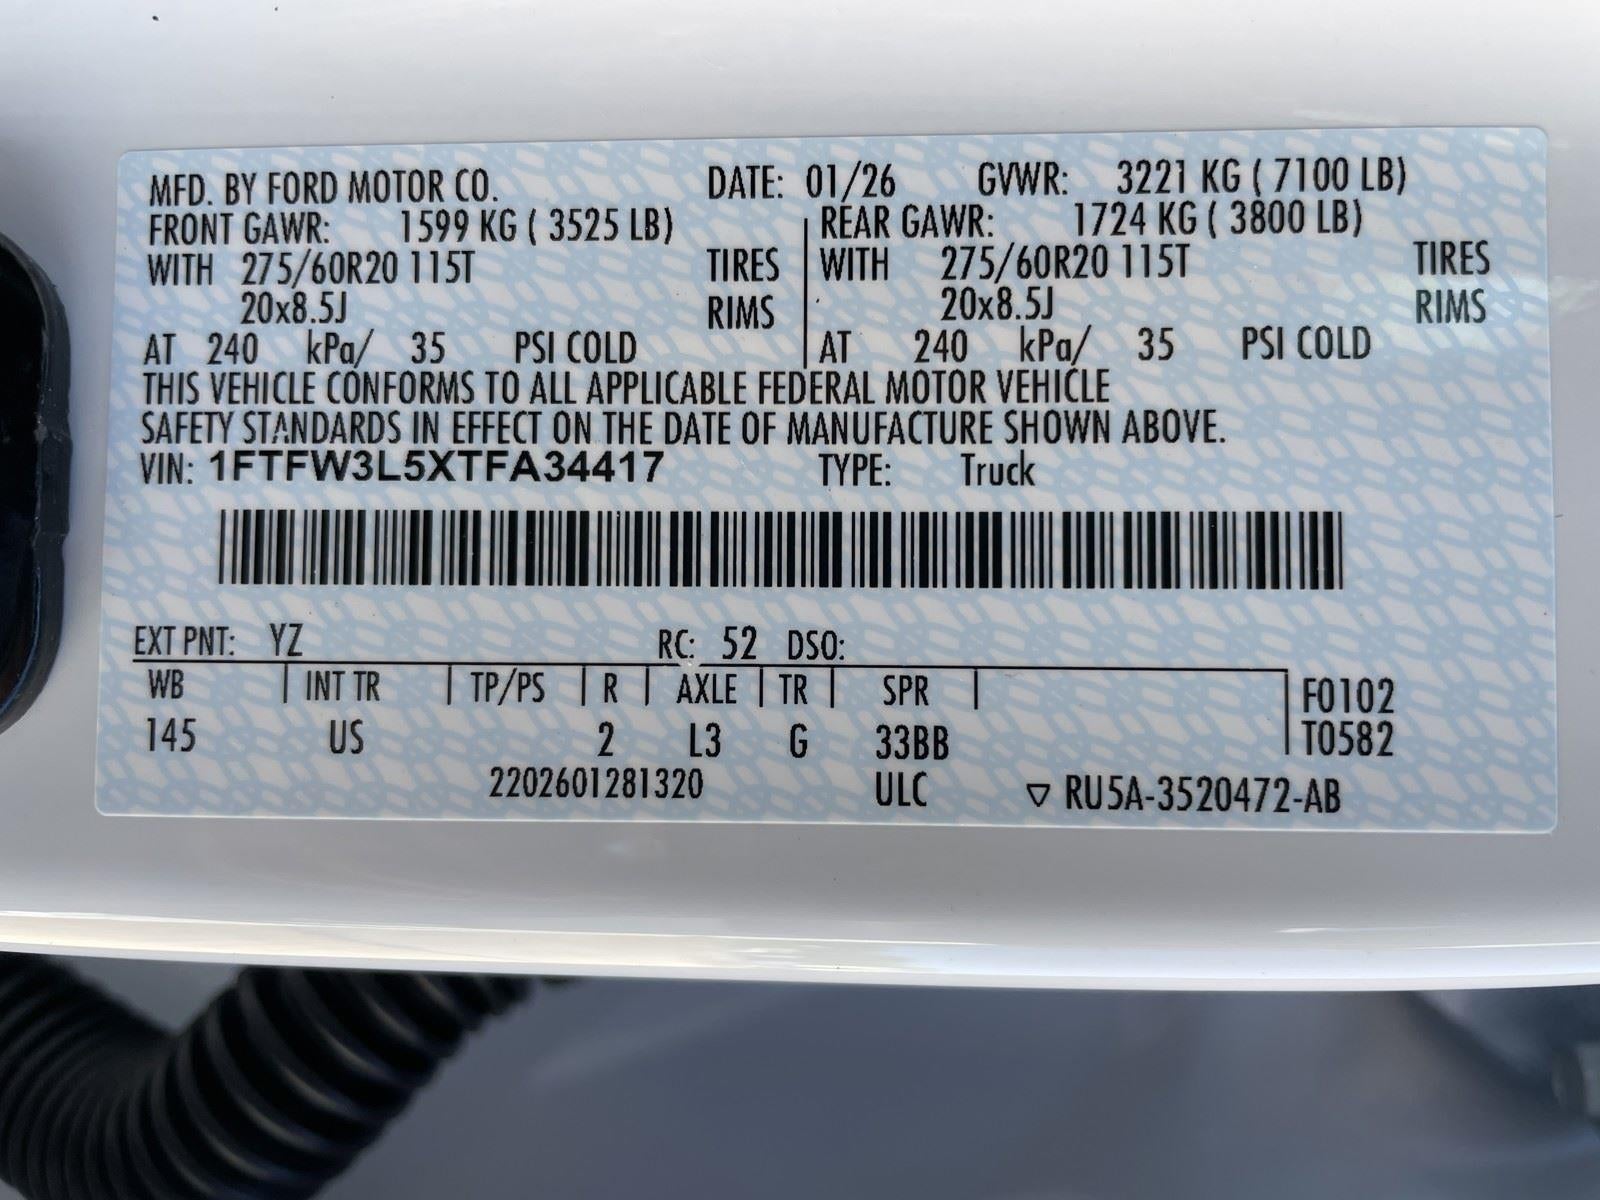 MFD. BY FORD MOTOR CO. DATE: 01/26 GVWR: 3221 KG ( 7100 LB)
FRONT GAWR: 1599 KG ( 3525 LB) REAR GAWR: 1724 KG ( 3800 LB)
WITH 275/60R20 115T TIRES WITH 275/60R20 115T TIRES
20x8.5J RIMS 20x8.5J RIMS
AT 240 kPa/ 35 PSI COLD AT 240 kPa/ 35 PSI COLD
THIS VEHICLE CONFORMS TO ALL APPLICABLE FEDERAL MOTOR VEHICLE
SAFETY STANDARDS IN EFFECT ON THE DATE OF MANUFACTURE SHOWN ABOVE.
VIN: 1FTFW3L5XTFA34417 TYPE: Truck
EXT PNT: YZ RC: 52 DSO:
WB INT TR TP/PS R AXLE TR SPR F0102
145 US 2 L3 G 33BB T0582
2202601281320 ULC ▽ RU5A-3520472-AB